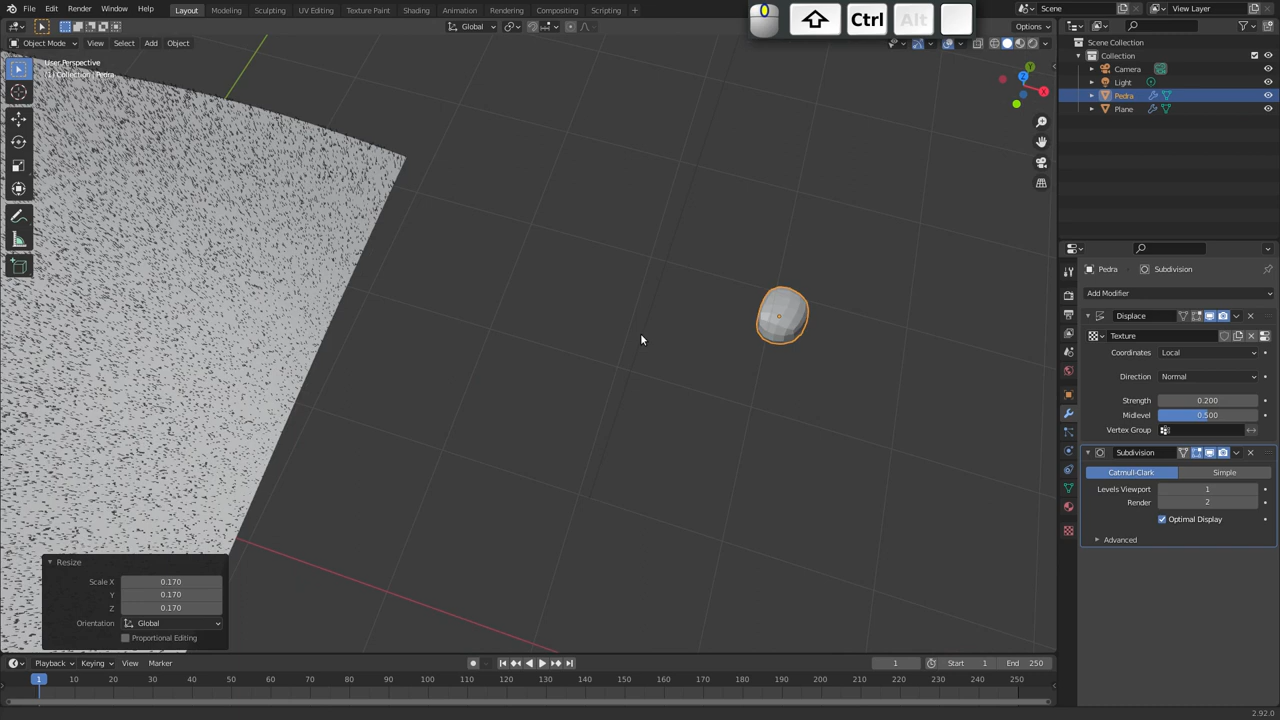 File Edit Render Window Help Layout Modeling Sculpting UV Editing Texture Paint Shading Animation Rendering Compositing Scripting + Scene View Layer
Global Options
Object Mode View Select Add Object
User Perspective
(1) Collection | Pedra
Ctrl Alt
Z Y X
Scene Collection
Collection
Camera
Light
Pedra
Plane
Pedra Subdivision
Add Modifier
Displace
Texture
Coordinates Local
Direction Normal
Strength 0.200
Midlevel 0.500
Vertex Group
Subdivision
Catmull-Clark Simple
Levels Viewport 1
Render 2
Optimal Display
Advanced
Resize
Scale X 0.170
Y 0.170
Z 0.170
Orientation Global
Proportional Editing
Playback Keying View Marker 1 Start 1 End 250
1 10 20 30 40 50 60 70 80 90 100 110 120 130 140 150 160 170 180 190 200 210 220 230 240 250
2.92.0